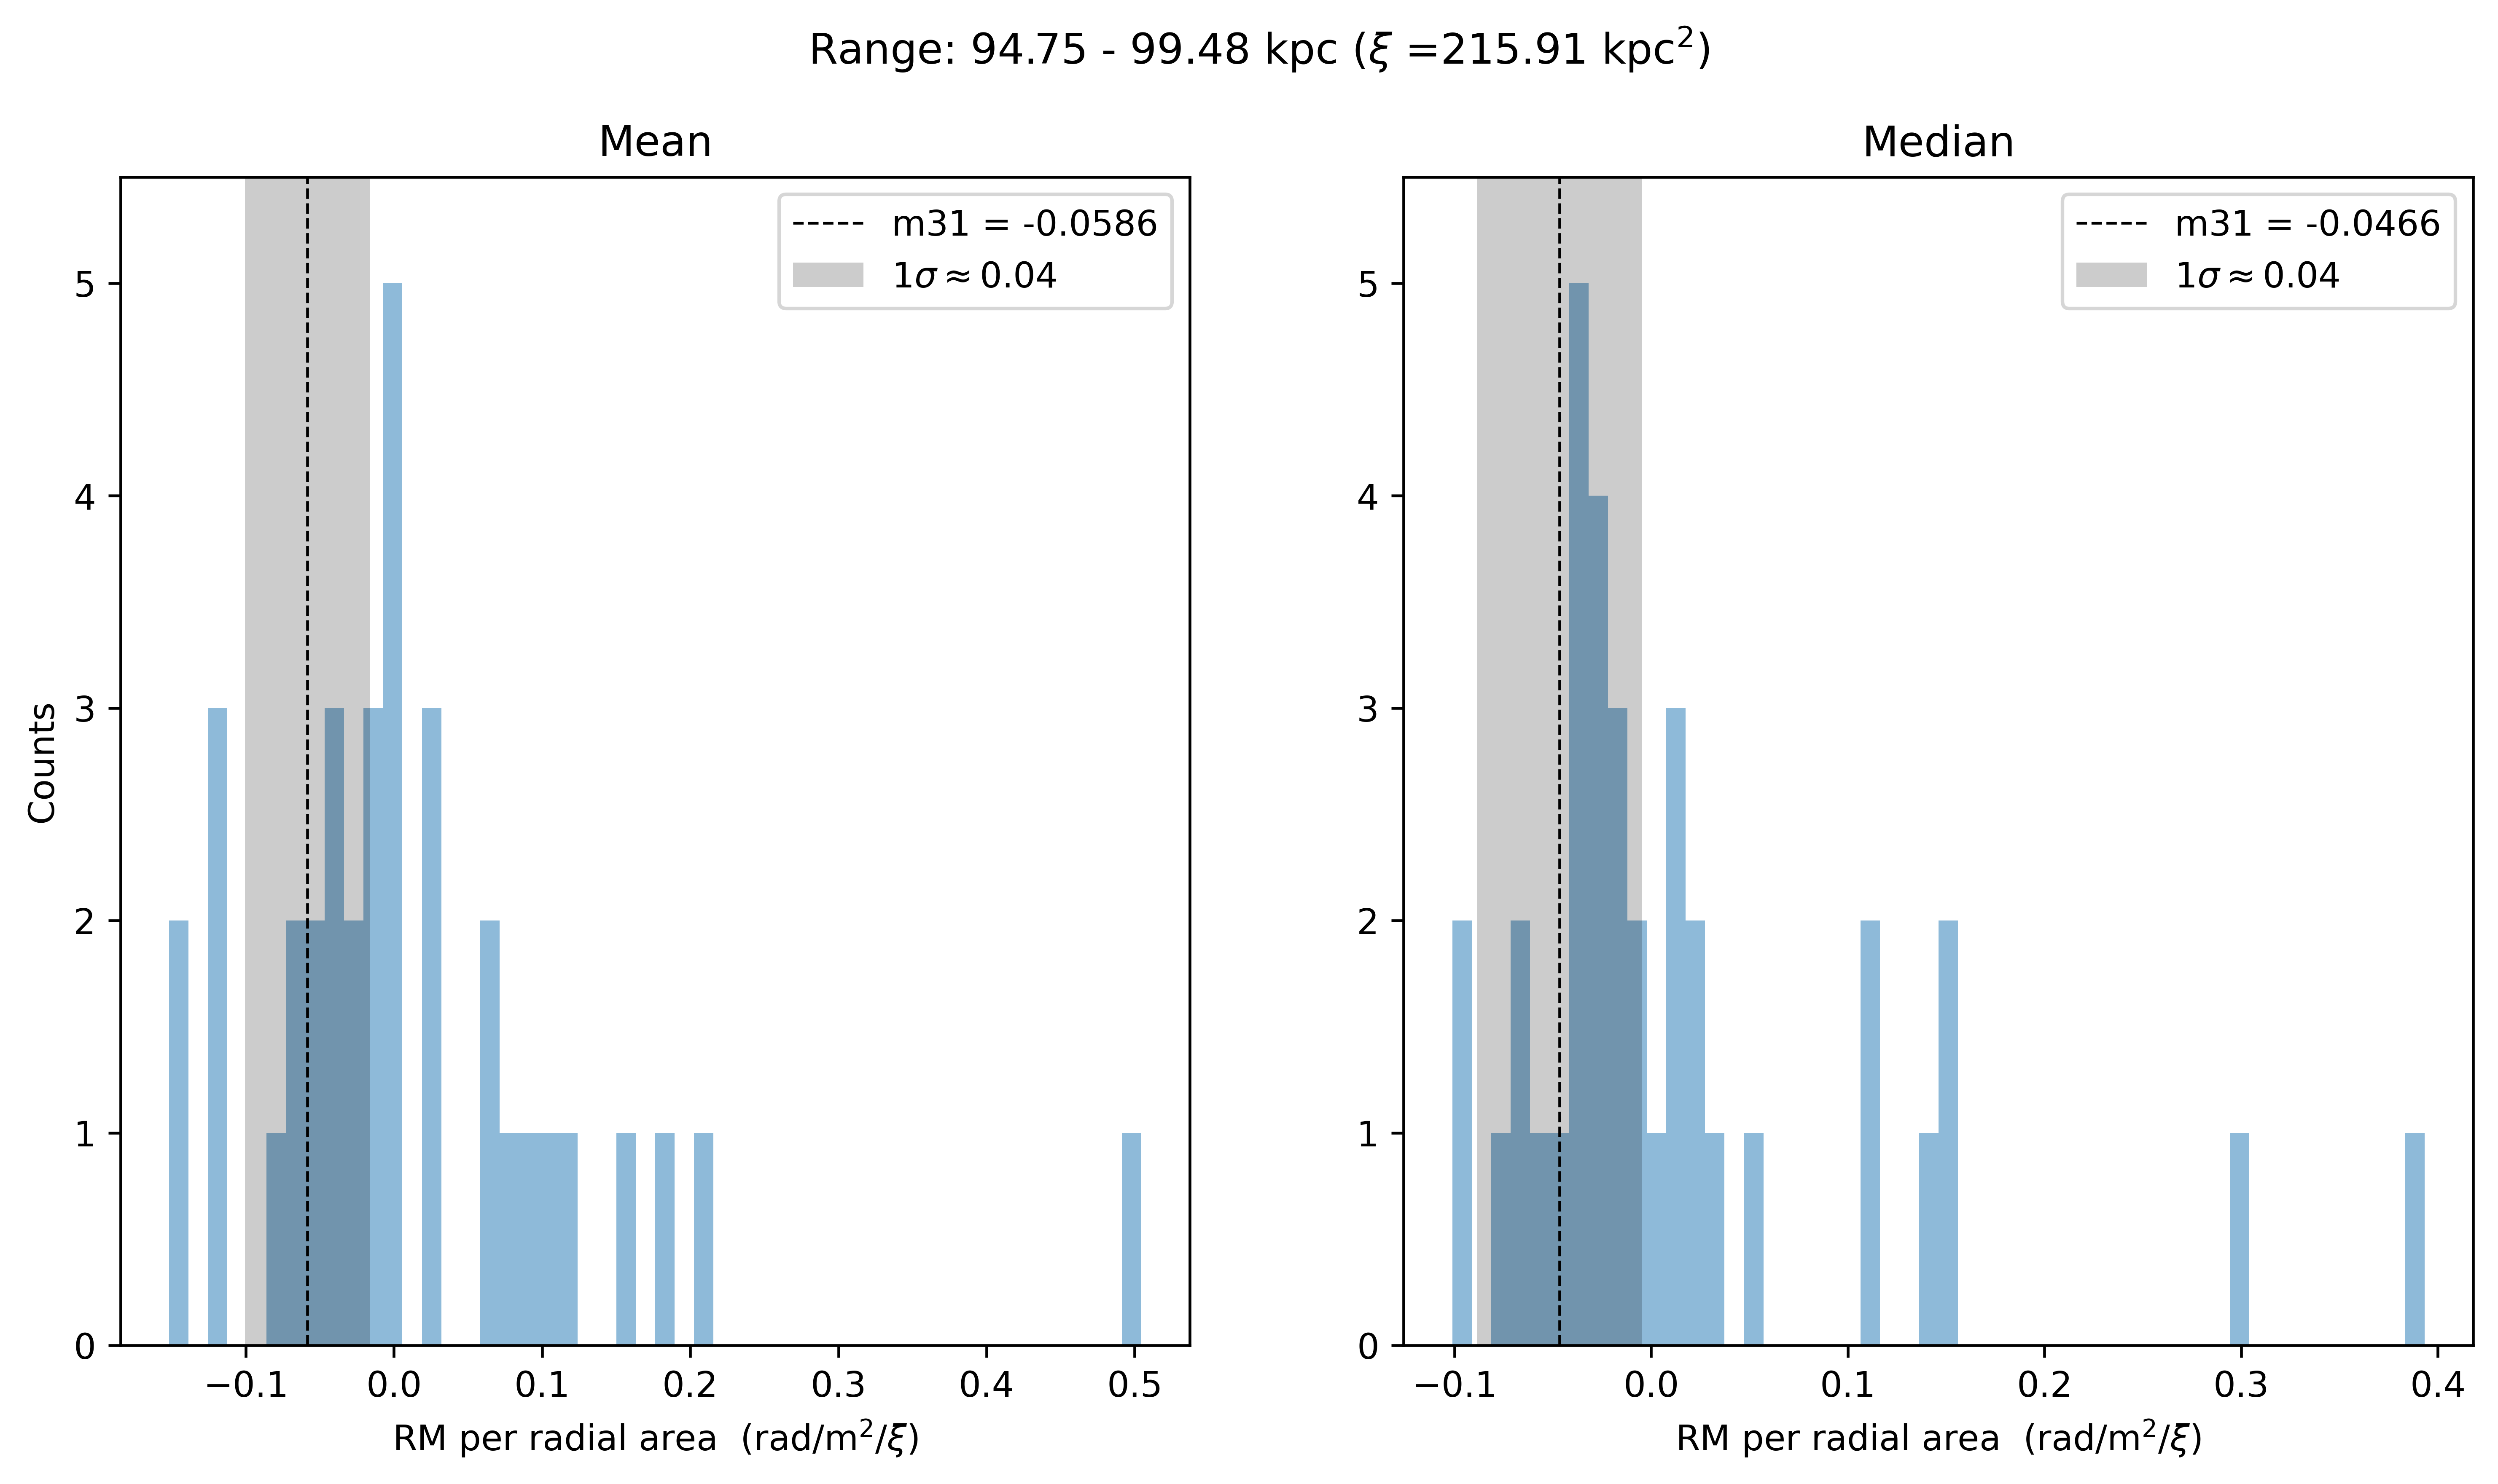 Range: 94.75 - 99.48 kpc (ξ =215.91 kpc²)
Mean
m31 = -0.0586
1σ ≈ 0.04
Counts
5
4
3
2
1
0
−0.1 0.0 0.1 0.2 0.3 0.4 0.5
RM per radial area (rad/m²/ξ)
Median
m31 = -0.0466
1σ ≈ 0.04
5
4
3
2
1
0
−0.1 0.0 0.1 0.2 0.3 0.4
RM per radial area (rad/m²/ξ)